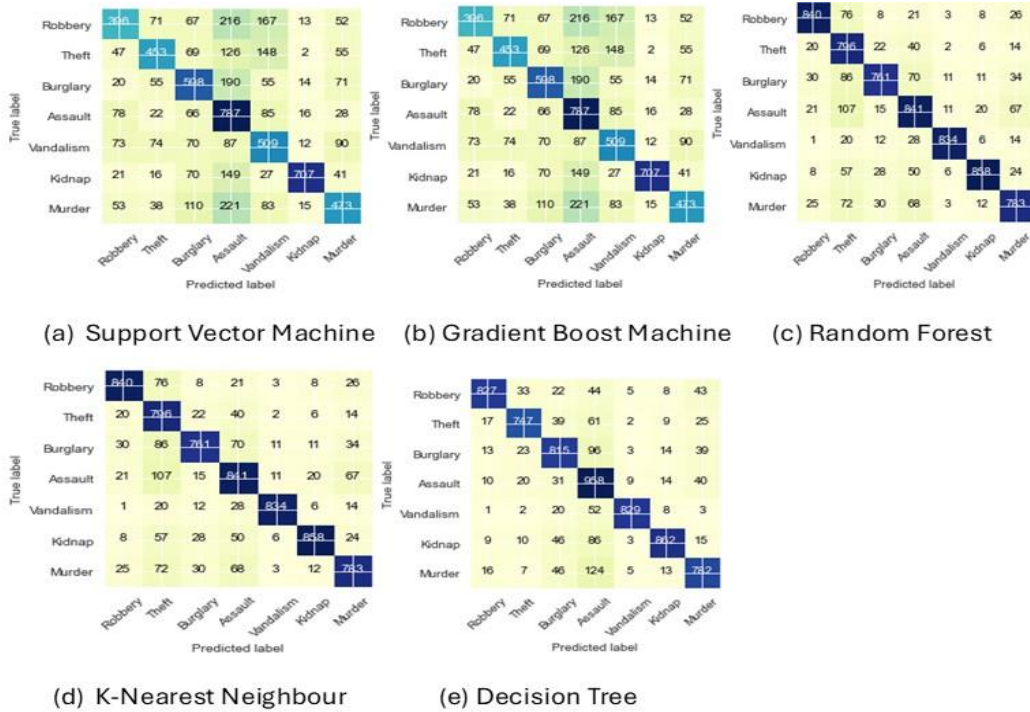 Robbery 396 71 67 216 167 13 52
Theft 47 453 69 126 148 2 55
Burglary 20 55 598 190 55 14 71
Assault 78 22 66 787 85 16 28
Vandalism 73 74 70 87 509 12 90
Kidnap 21 16 70 149 27 707 41
Murder 53 38 110 221 83 15 473
True label
Robbery Theft Burglary Assault Vandalism Kidnap Murder
Predicted label
(a) Support Vector Machine
Robbery 396 71 67 216 167 13 52
Theft 47 453 69 126 148 2 55
Burglary 20 55 598 190 55 14 71
Assault 78 22 66 787 85 16 28
Vandalism 73 74 70 87 509 12 90
Kidnap 21 16 70 149 27 707 41
Murder 53 38 110 221 83 15 473
True label
Robbery Theft Burglary Assault Vandalism Kidnap Murder
Predicted label
(b) Gradient Boost Machine
Robbery 840 76 8 21 3 8 26
Theft 20 796 22 40 2 6 14
Burglary 30 86 761 70 11 11 34
Assault 21 107 15 841 11 20 67
Vandalism 1 20 12 28 834 6 14
Kidnap 8 57 28 50 6 858 24
Murder 25 72 30 68 3 12 783
True label
Robbery Theft Burglary Assault Vandalism Kidnap Murder
Predicted label
(c) Random Forest
Robbery 840 76 8 21 3 8 26
Theft 20 796 22 40 2 6 14
Burglary 30 86 761 70 11 11 34
Assault 21 107 15 841 11 20 67
Vandalism 1 20 12 28 834 6 14
Kidnap 8 57 28 50 6 858 24
Murder 25 72 30 68 3 12 783
True label
Robbery Theft Burglary Assault Vandalism Kidnap Murder
Predicted label
(d) K-Nearest Neighbour
Robbery 827 33 22 44 5 8 43
Theft 17 747 39 61 2 9 25
Burglary 13 23 815 96 3 14 39
Assault 10 20 31 958 9 14 40
Vandalism 1 2 20 52 829 8 3
Kidnap 9 10 46 86 3 862 15
Murder 16 7 46 124 5 13 782
True label
Robbery Theft Burglary Assault Vandalism Kidnap Murder
Predicted label
(e) Decision Tree